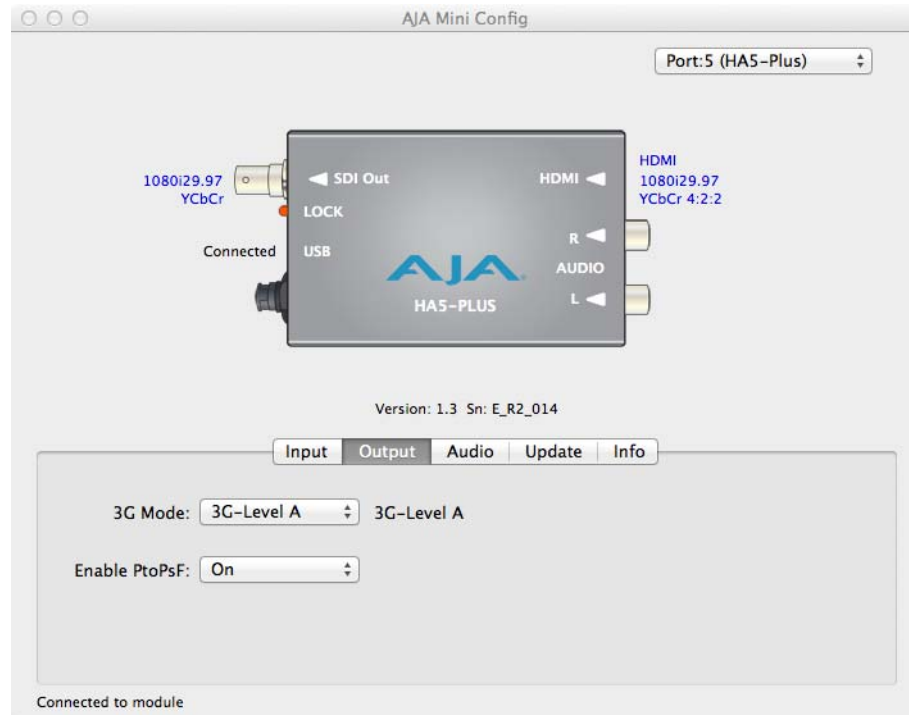 AJA Mini Config
Port:5 (HA5-Plus)
1080i29.97
YCbCr
SDI Out
LOCK
Connected
USB
HDMI
R
AUDIO
L
AJA
HA5-PLUS
HDMI
1080i29.97
YCbCr 4:2:2
Version: 1.3 Sn: E_R2_014
Input Output Audio Update Info
3G Mode: 3G-Level A 3G-Level A
Enable PtoPsF: On
Connected to module